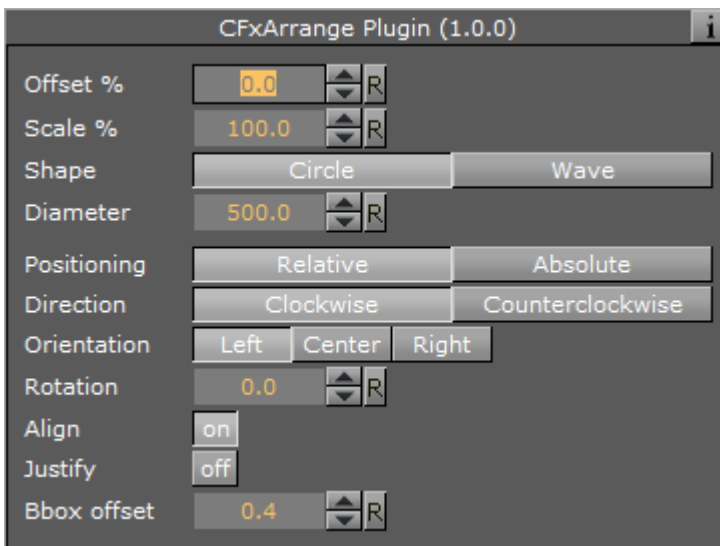 CFxArrange Plugin (1.0.0) i
Offset % 0.0 R
Scale % 100.0 R
Shape Circle Wave
Diameter 500.0 R
Positioning Relative Absolute
Direction Clockwise Counterclockwise
Orientation Left Center Right
Rotation 0.0 R
Align on
Justify off
Bbox offset 0.4 R